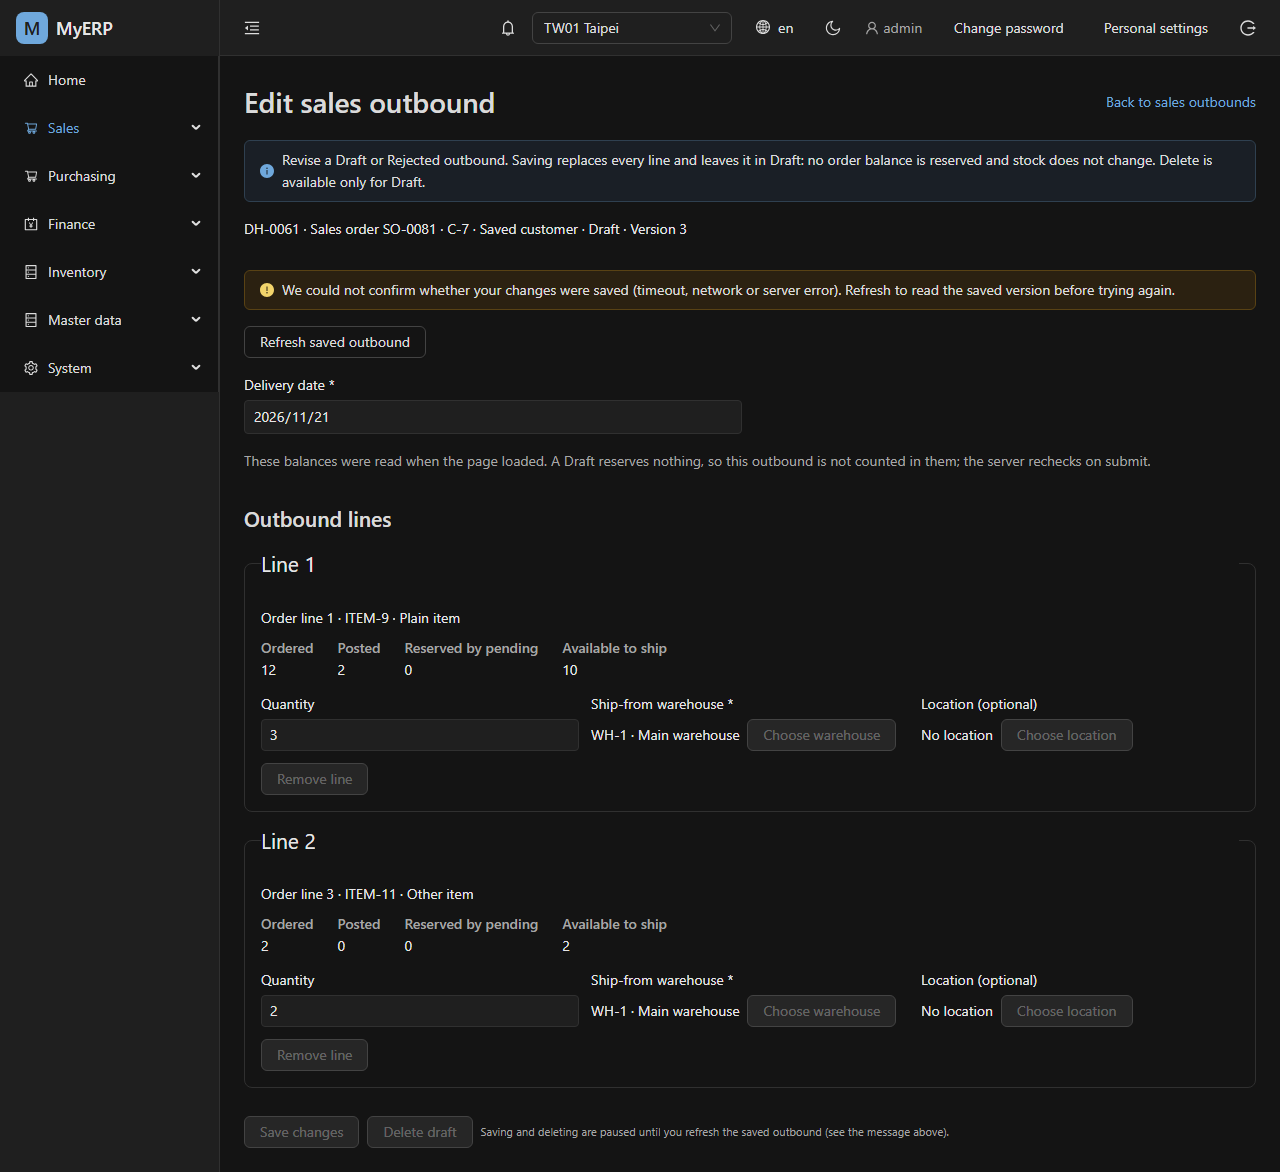 M MyERP
TW01 Taipei
en
admin
Change password
Personal settings
Home
Sales
Purchasing
Finance
Inventory
Master data
System
Edit sales outbound
Back to sales outbounds
Revise a Draft or Rejected outbound. Saving replaces every line and leaves it in Draft: no order balance is reserved and stock does not change. Delete is
available only for Draft.
DH-0061 · Sales order SO-0081 · C-7 · Saved customer · Draft · Version 3
We could not confirm whether your changes were saved (timeout, network or server error). Refresh to read the saved version before trying again.
Refresh saved outbound
Delivery date *
2026/11/21
These balances were read when the page loaded. A Draft reserves nothing, so this outbound is not counted in them; the server rechecks on submit.
Outbound lines
Line 1
Order line 1 · ITEM-9 · Plain item
Ordered Posted Reserved by pending Available to ship
12 2 0 10
Quantity Ship-from warehouse * Location (optional)
3 WH-1 · Main warehouse Choose warehouse No location Choose location
Remove line
Line 2
Order line 3 · ITEM-11 · Other item
Ordered Posted Reserved by pending Available to ship
2 0 0 2
Quantity Ship-from warehouse * Location (optional)
2 WH-1 · Main warehouse Choose warehouse No location Choose location
Remove line
Save changes Delete draft Saving and deleting are paused until you refresh the saved outbound (see the message above).